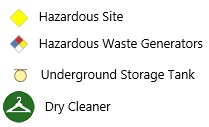 Hazardous Site
Hazardous Waste Generators
Underground Storage Tank
Dry Cleaner